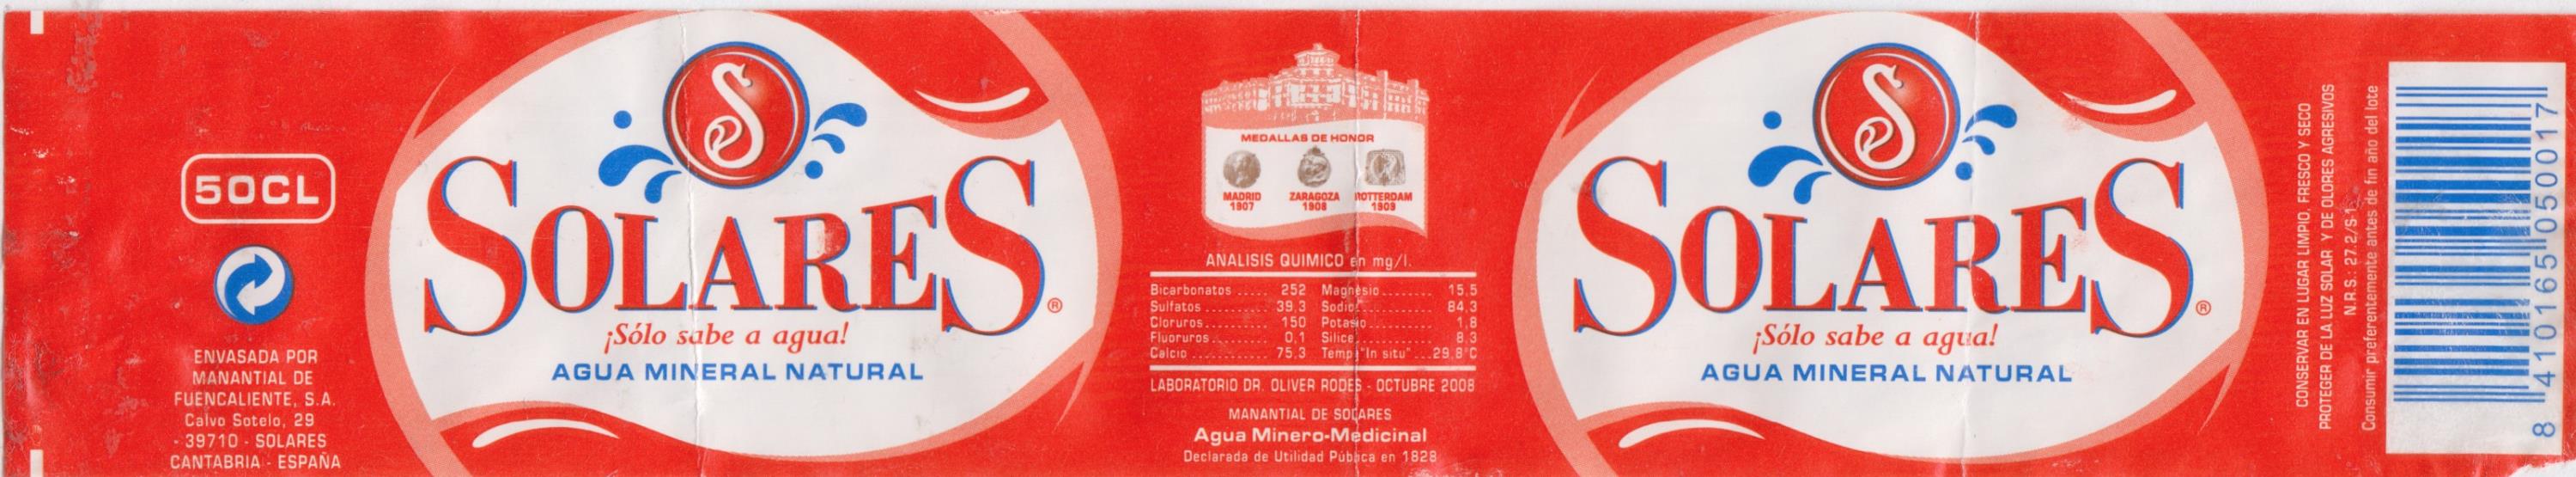 50CL
ENVASADA POR
MANANTIAL DE
FUENCALIENTE, S.A.
Calvo Sotelo, 29
- 39710 - SOLARES
CANTABRIA - ESPAÑA
S
SOLARES®
¡Sólo sabe a agua!
AGUA MINERAL NATURAL
MEDALLAS DE HONOR
MADRID ZARAGOZA ROTTERDAM
1907 1908 1909
ANALISIS QUIMICO en mg/l.
Bicarbonatos ..... 252 Magnesio ........ 15.5
Sulfatos .......... 39.3 Sodio ........... 84.3
Cloruros .......... 150 Potasio .......... 1,8
Fluoruros ......... 0,1 Silice ........... 8.3
Calcio ........... 75.3 Temp. "In situ" ... 29,8°C
LABORATORIO DR. OLIVER RODES - OCTUBRE 2008
MANANTIAL DE SOLARES
Agua Minero-Medicinal
Declarada de Utilidad Pública en 1828
S
SOLARES®
¡Sólo sabe a agua!
AGUA MINERAL NATURAL
CONSERVAR EN LUGAR LIMPIO, FRESCO Y SECO
PROTEGER DE LA LUZ SOLAR Y DE OLORES AGRESIVOS
N.R.S.: 27.2/S-1
Consumir preferentemente antes de fin año del lote
8 410165 050017